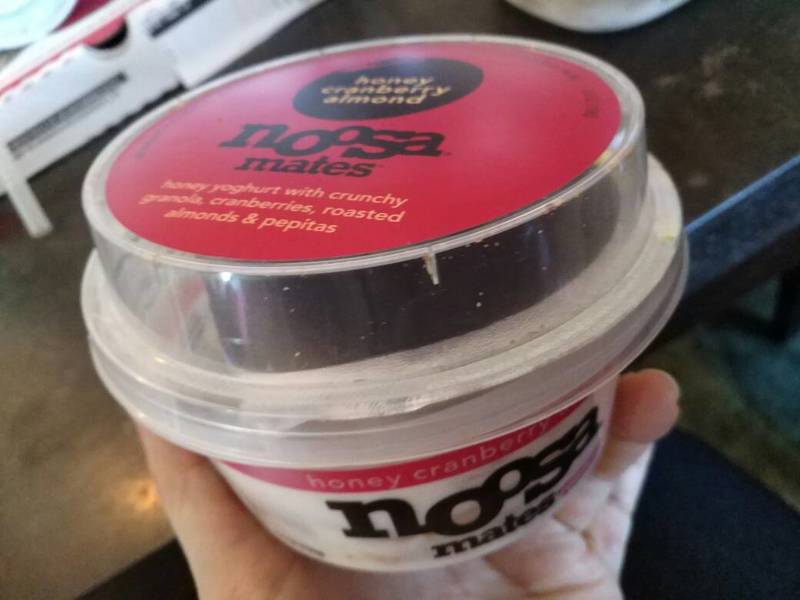 honey
cranberry
almond
noosa
mates
honey yoghurt with crunchy
granola, cranberries, roasted
almonds & pepitas
honey cranberry
noosa
mates